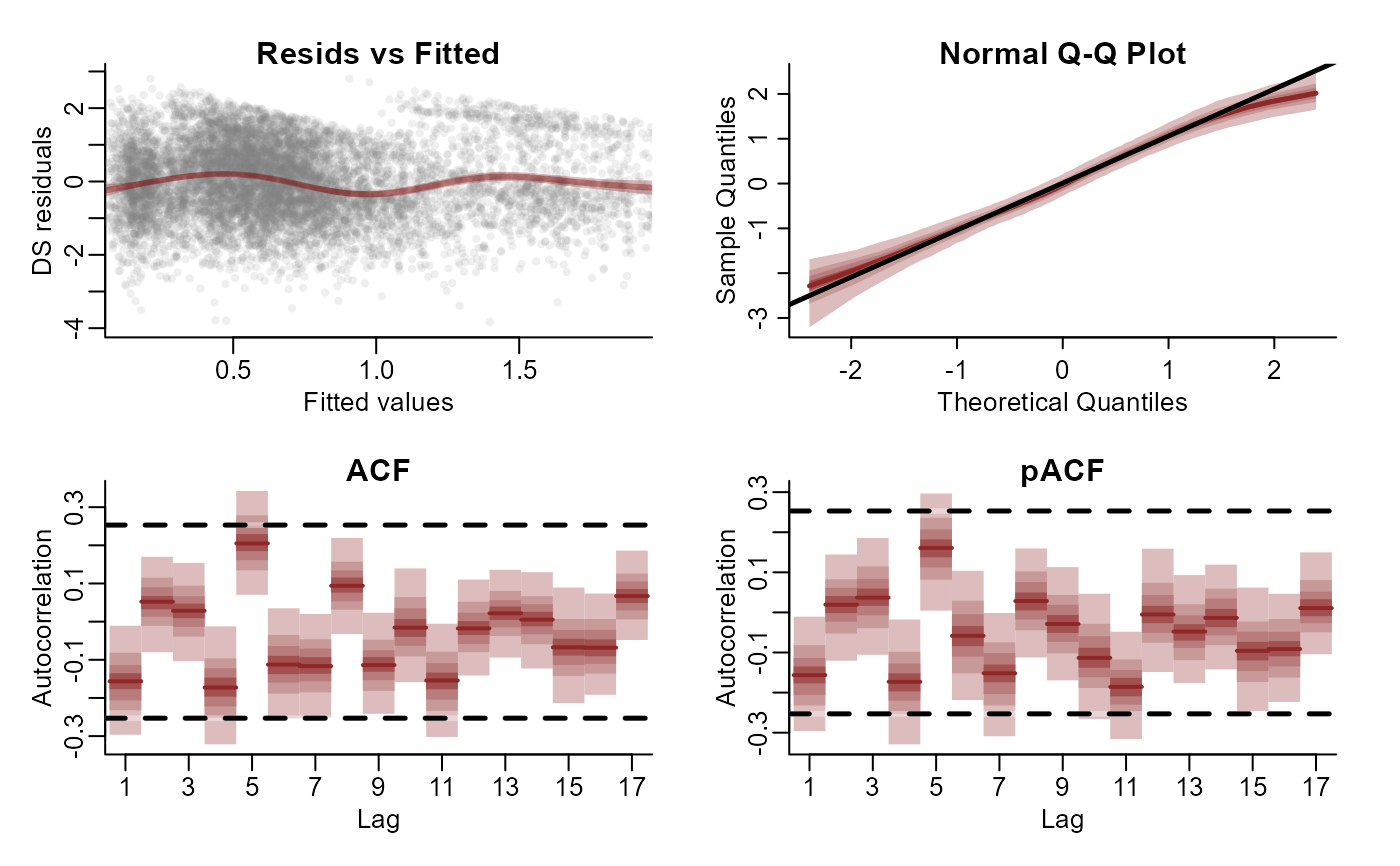 Resids vs Fitted
DS residuals
2
0
-2
-4
0.5 1.0 1.5
Fitted values
Normal Q-Q Plot
Sample Quantiles
2
1
0
-1
-3
-2 -1 0 1 2
Theoretical Quantiles
ACF
Autocorrelation
0.3
0.1
-0.1
-0.3
1 3 5 7 9 11 13 15 17
Lag
pACF
Autocorrelation
0.3
0.1
-0.1
-0.3
1 3 5 7 9 11 13 15 17
Lag